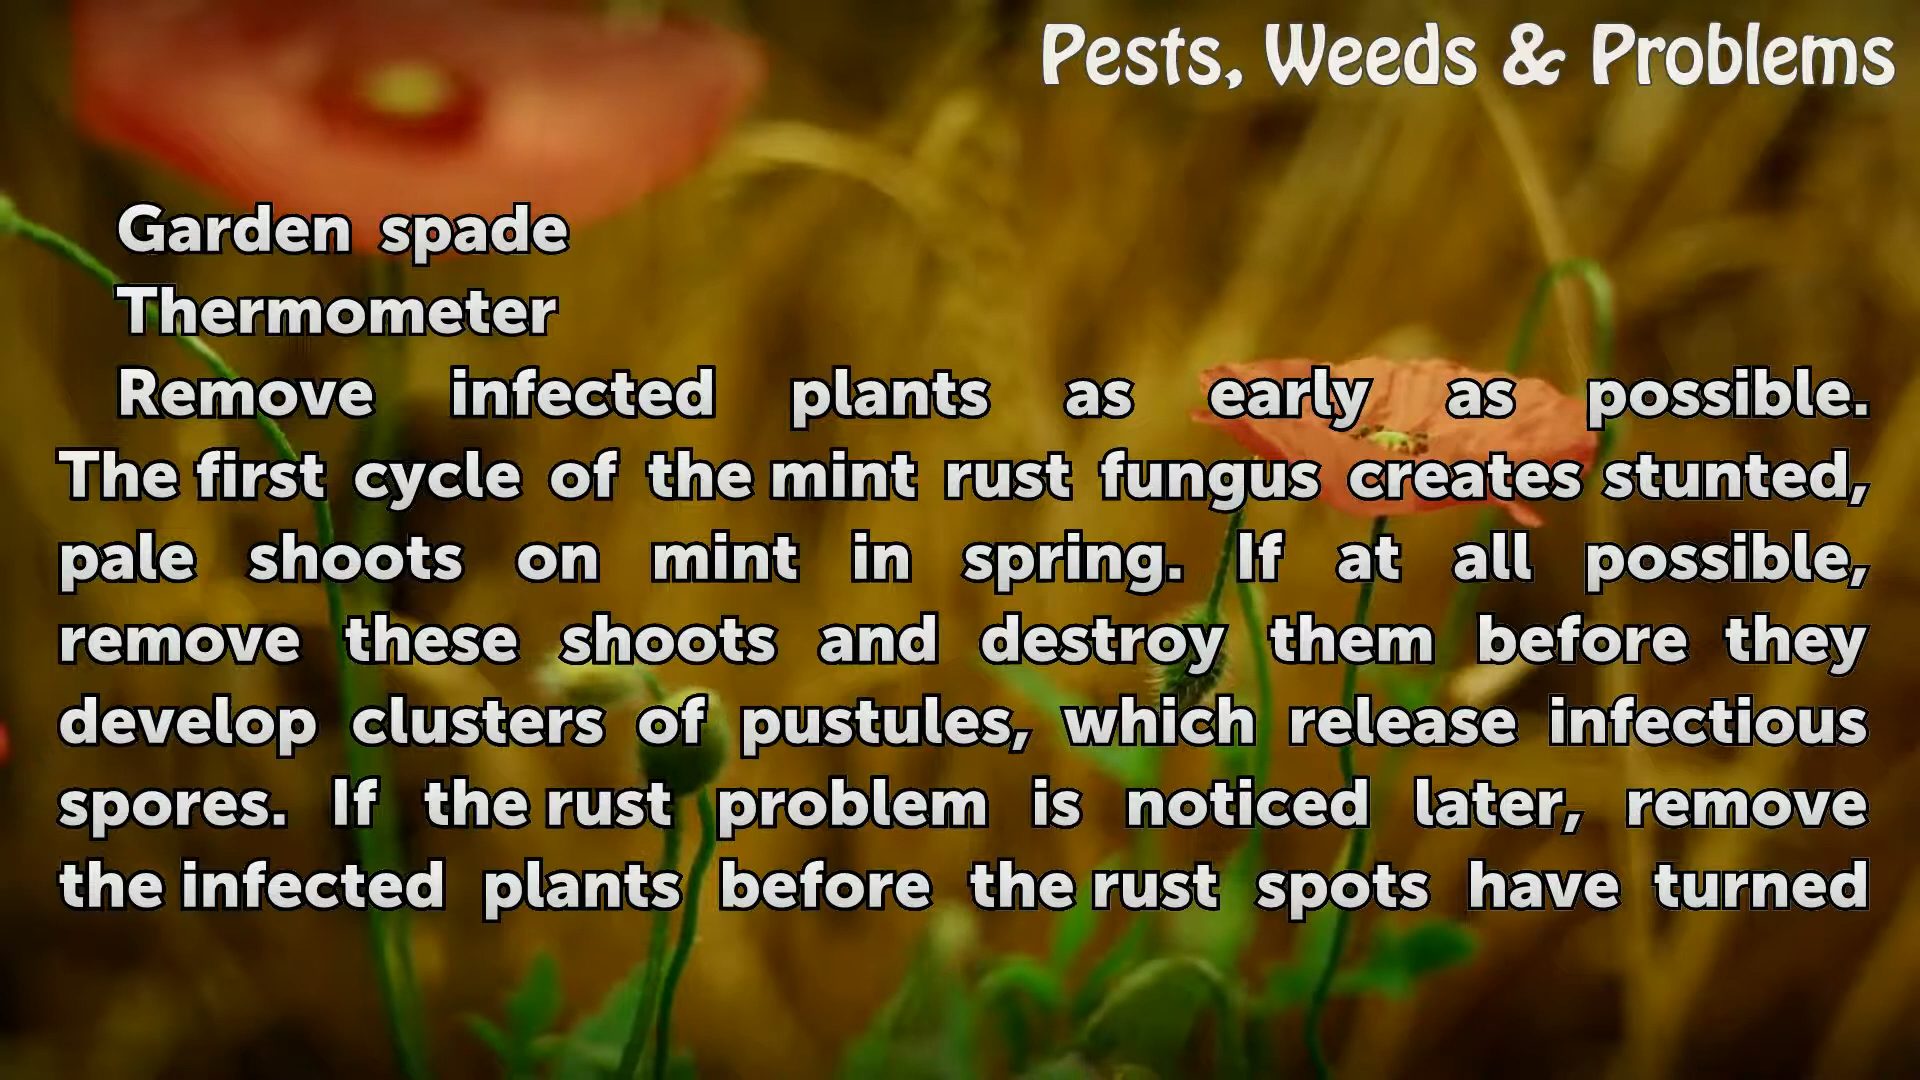 Pests, Weeds & Problems
Garden spade
Thermometer
Remove infected plants as early as possible.
The first cycle of the mint rust fungus creates stunted,
pale shoots on mint in spring. If at all possible,
remove these shoots and destroy them before they
develop clusters of pustules, which release infectious
spores. If the rust problem is noticed later, remove
the infected plants before the rust spots have turned